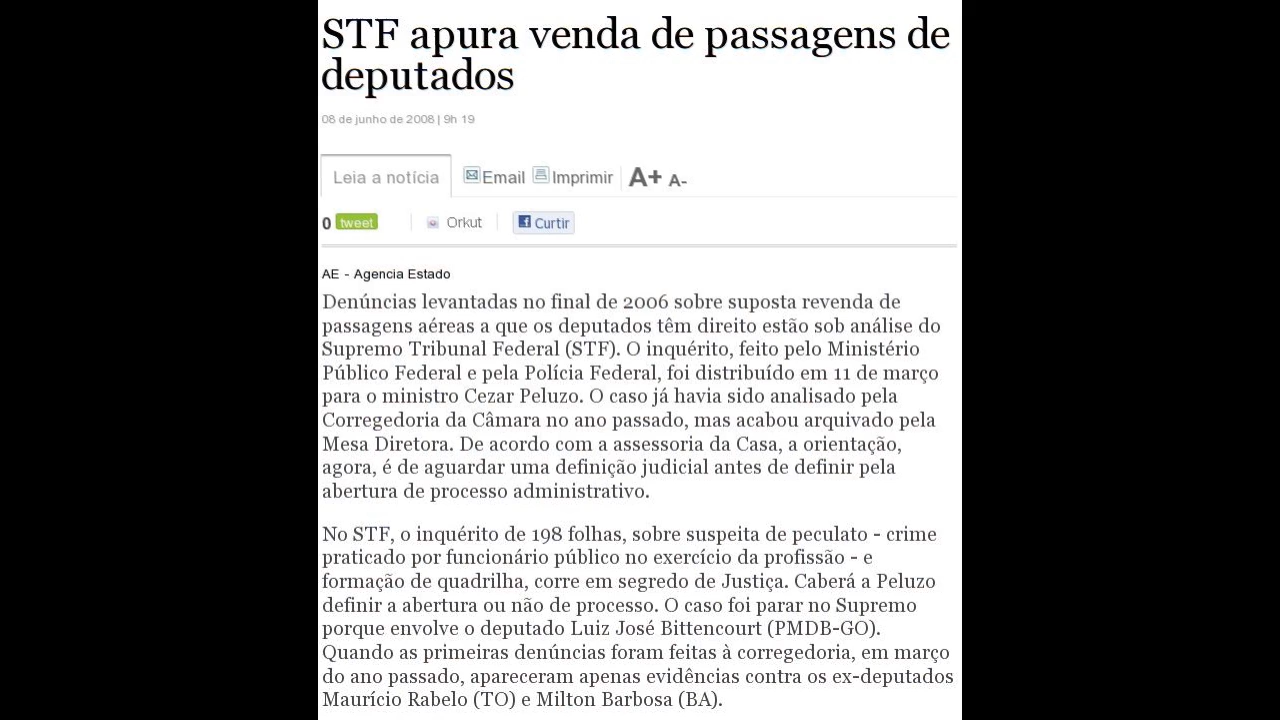 STF apura venda de passagens de
deputados
08 de junho de 2008 | 9h 19
Leia a notícia Email Imprimir A+ A-
0 tweet Orkut Curtir
AE - Agencia Estado
Denúncias levantadas no final de 2006 sobre suposta revenda de
passagens aéreas a que os deputados têm direito estão sob análise do
Supremo Tribunal Federal (STF). O inquérito, feito pelo Ministério
Público Federal e pela Polícia Federal, foi distribuído em 11 de março
para o ministro Cezar Peluzo. O caso já havia sido analisado pela
Corregedoria da Câmara no ano passado, mas acabou arquivado pela
Mesa Diretora. De acordo com a assessoria da Casa, a orientação,
agora, é de aguardar uma definição judicial antes de definir pela
abertura de processo administrativo.
No STF, o inquérito de 198 folhas, sobre suspeita de peculato - crime
praticado por funcionário público no exercício da profissão - e
formação de quadrilha, corre em segredo de Justiça. Caberá a Peluzo
definir a abertura ou não de processo. O caso foi parar no Supremo
porque envolve o deputado Luiz José Bittencourt (PMDB-GO).
Quando as primeiras denúncias foram feitas à corregedoria, em março
do ano passado, apareceram apenas evidências contra os ex-deputados
Maurício Rabelo (TO) e Milton Barbosa (BA).